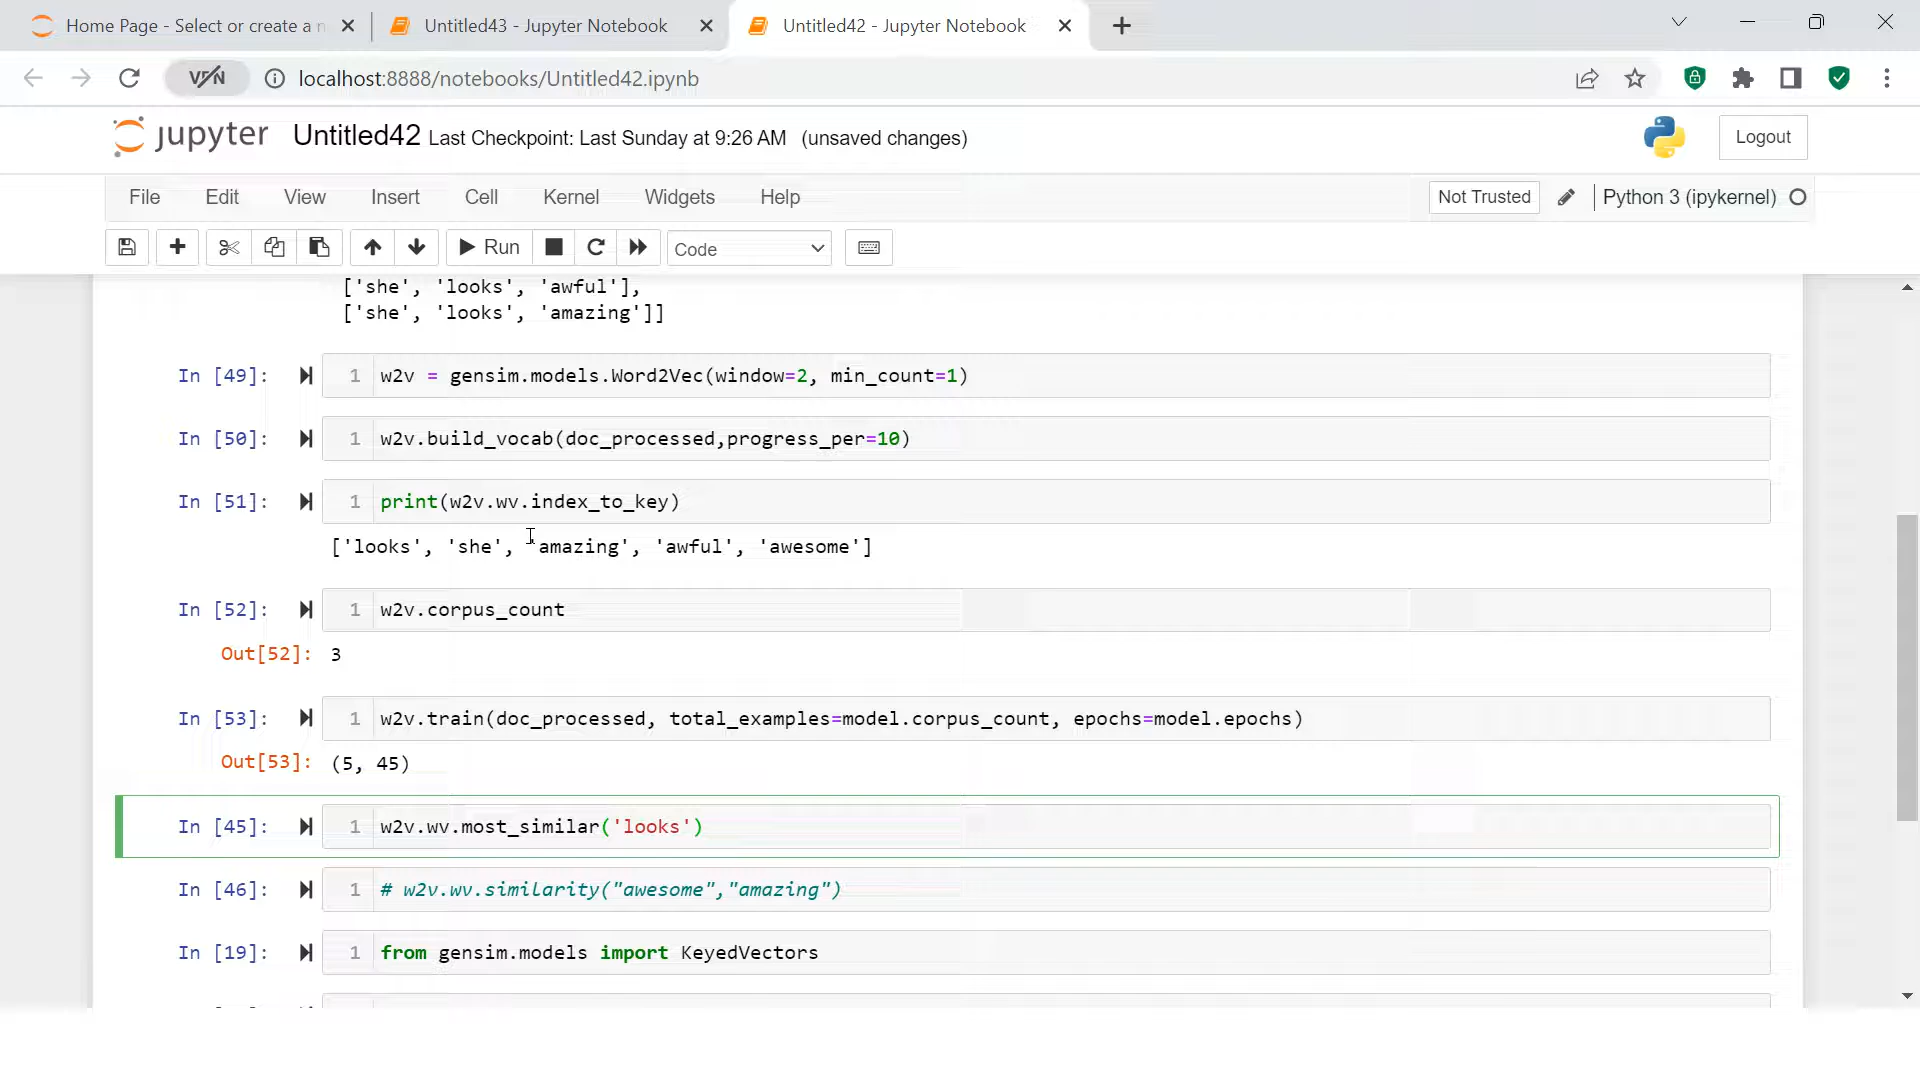 Home Page - Select or create a n
Untitled43 - Jupyter Notebook
Untitled42 - Jupyter Notebook
VPN
localhost:8888/notebooks/Untitled42.ipynb
jupyter Untitled42 Last Checkpoint: Last Sunday at 9:26 AM (unsaved changes)
Logout
File Edit View Insert Cell Kernel Widgets Help
Not Trusted
Python 3 (ipykernel)
Run
Code
['she', 'looks', 'awful'],
['she', 'looks', 'amazing']]
In [49]: 1 w2v = gensim.models.Word2Vec(window=2, min_count=1)
In [50]: 1 w2v.build_vocab(doc_processed,progress_per=10)
In [51]: 1 print(w2v.wv.index_to_key)
['looks', 'she', 'amazing', 'awful', 'awesome']
In [52]: 1 w2v.corpus_count
Out[52]: 3
In [53]: 1 w2v.train(doc_processed, total_examples=model.corpus_count, epochs=model.epochs)
Out[53]: (5, 45)
In [45]: 1 w2v.wv.most_similar('looks')
In [46]: 1 # w2v.wv.similarity("awesome","amazing")
In [19]: 1 from gensim.models import KeyedVectors